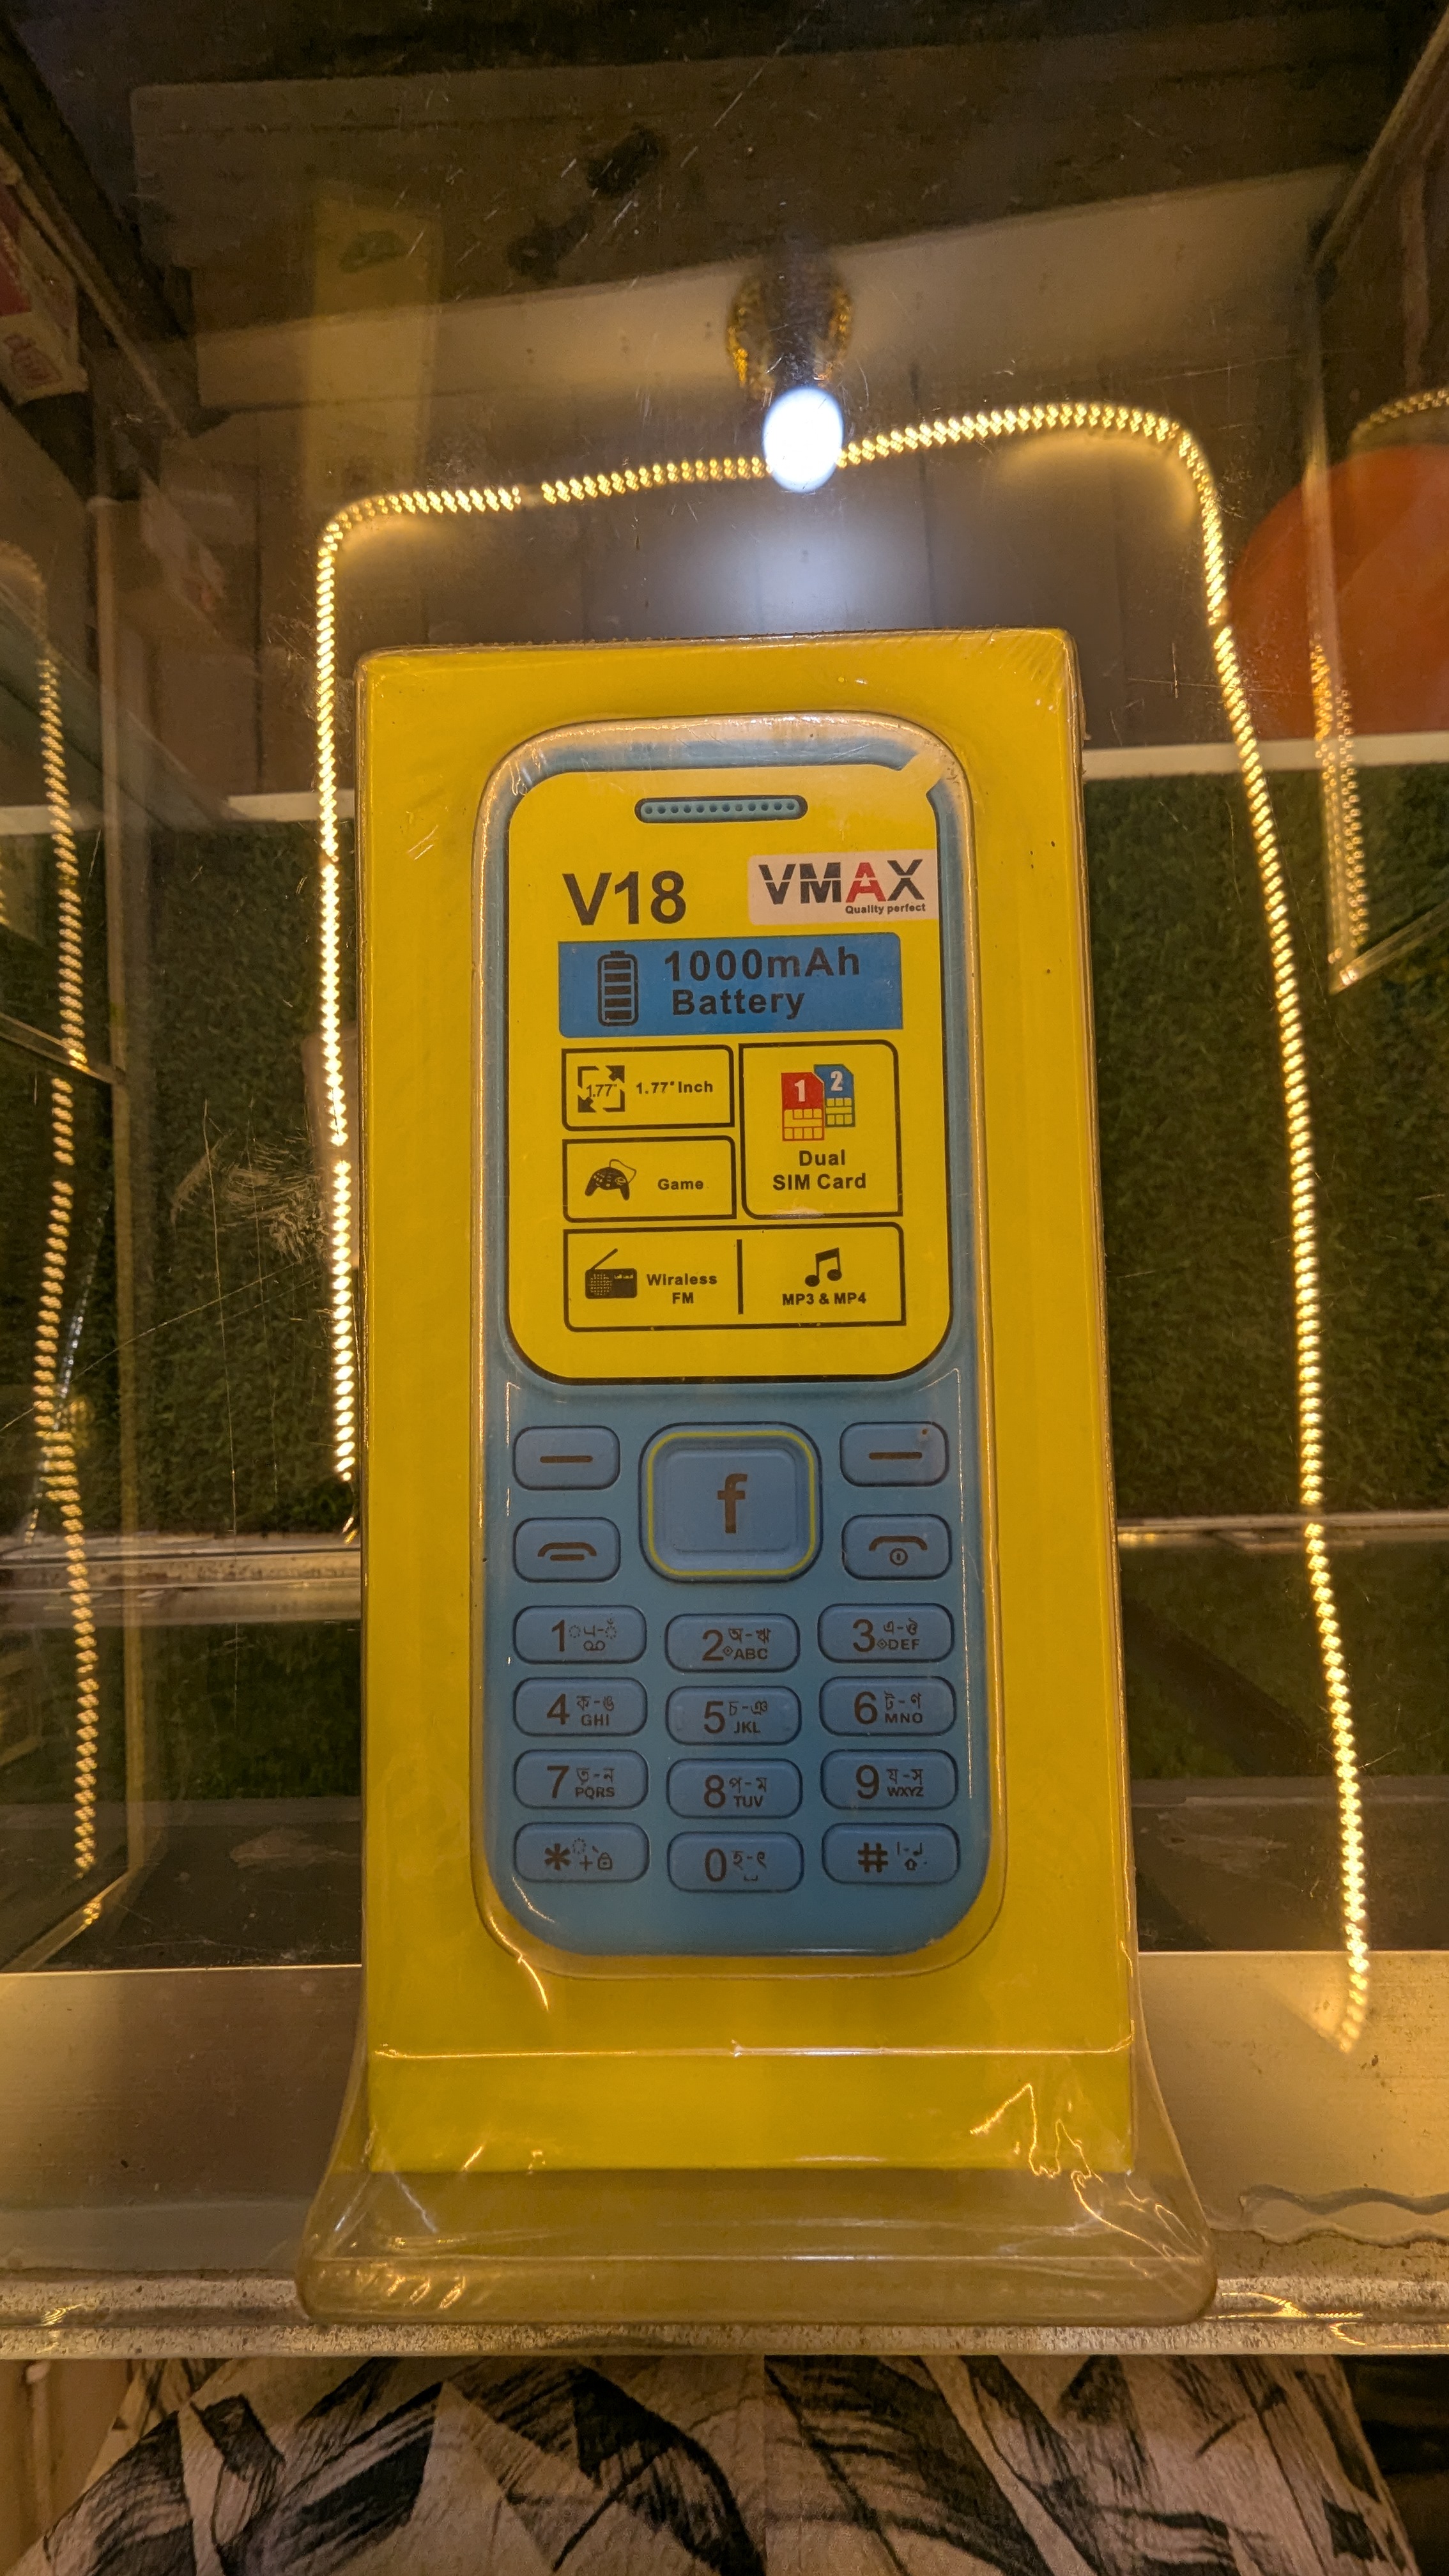 V18
VMAX
Quality perfect
1000mAh
Battery
1.77" 1.77" Inch
1 2
Dual
SIM Card
Game
Wiraless
FM
MP3 & MP4
f
1
2 অ-ঋ
ABC
3 এ-ঔ
DEF
4 ক-ঙ
GHI
5 চ-ঞ
JKL
6 ট-ণ
MNO
7 ত-ন
PQRS
8 প-ম
TUV
9 য-স
WXYZ
* +
0 হ-ৎ
#